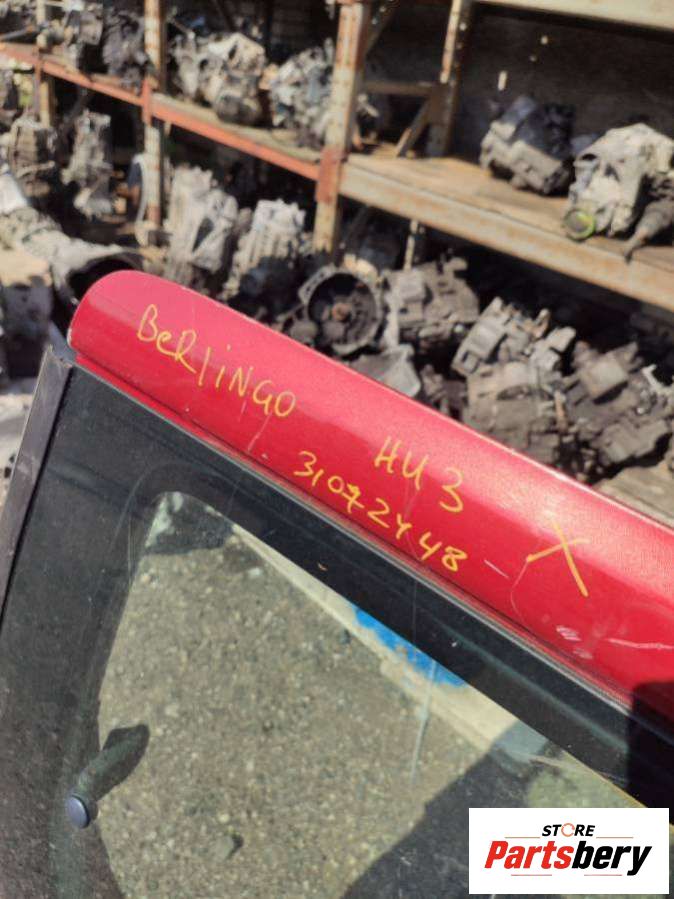 BeRlINGO
HU3 X
31072448
STORE
Partsbery